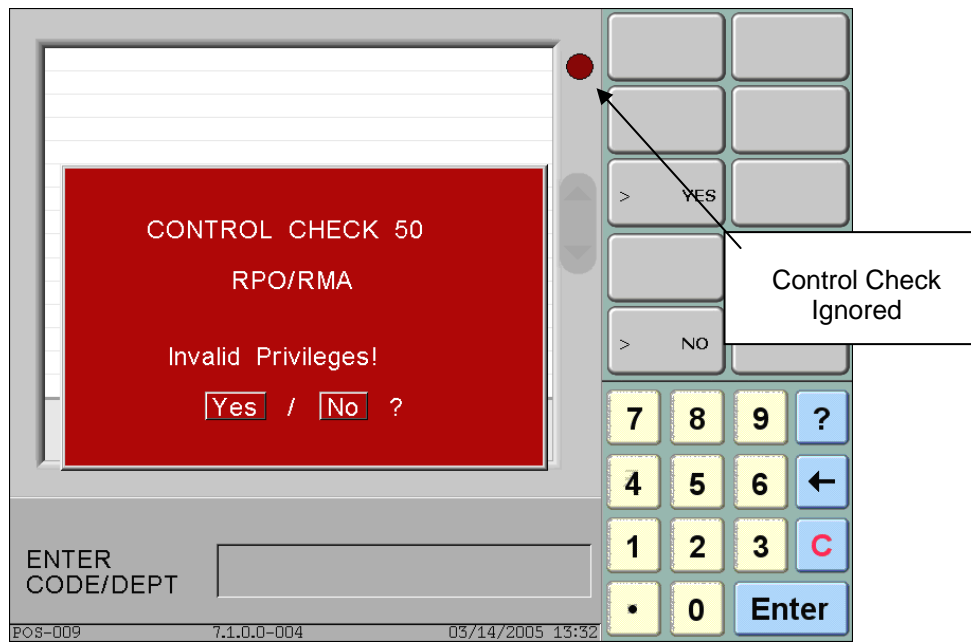 CONTROL CHECK 50
RPO/RMA
Invalid Privileges!
Yes / No ?
> YES
> NO
Control Check
Ignored
7 8 9 ?
4 5 6 ←
1 2 3 C
. 0 Enter
ENTER
CODE/DEPT
POS-009 7.1.0.0-004 03/14/2005 13:32